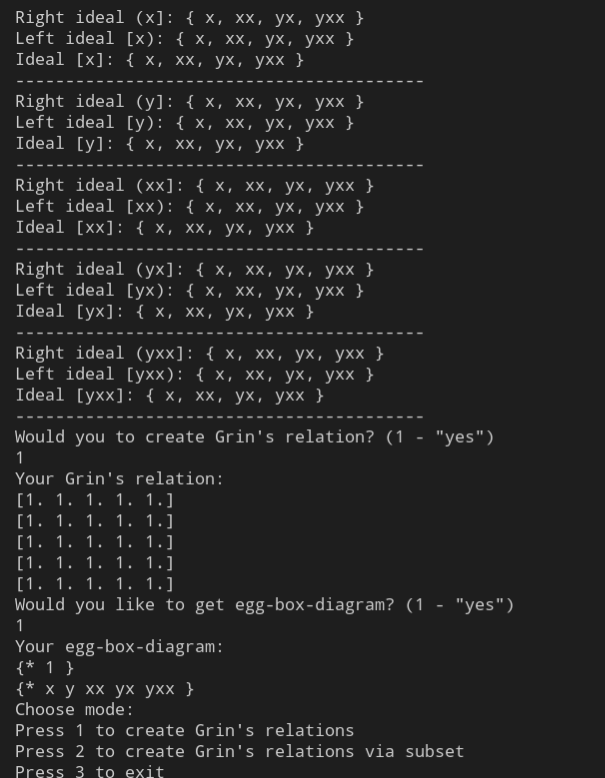 Right ideal (x]: { x, xx, yx, yxx }
Left ideal [x): { x, xx, yx, yxx }
Ideal [x]: { x, xx, yx, yxx }
-----------------------------------------
Right ideal (y]: { x, xx, yx, yxx }
Left ideal [y): { x, xx, yx, yxx }
Ideal [y]: { x, xx, yx, yxx }
-----------------------------------------
Right ideal (xx]: { x, xx, yx, yxx }
Left ideal [xx): { x, xx, yx, yxx }
Ideal [xx]: { x, xx, yx, yxx }
-----------------------------------------
Right ideal (yx]: { x, xx, yx, yxx }
Left ideal [yx): { x, xx, yx, yxx }
Ideal [yx]: { x, xx, yx, yxx }
-----------------------------------------
Right ideal (yxx]: { x, xx, yx, yxx }
Left ideal [yxx): { x, xx, yx, yxx }
Ideal [yxx]: { x, xx, yx, yxx }
-----------------------------------------
Would you to create Grin's relation? (1 - "yes")
1
Your Grin's relation:
[1. 1. 1. 1. 1.]
[1. 1. 1. 1. 1.]
[1. 1. 1. 1. 1.]
[1. 1. 1. 1. 1.]
[1. 1. 1. 1. 1.]
Would you like to get egg-box-diagram? (1 - "yes")
1
Your egg-box-diagram:
{* 1 }
{* x y xx yx yxx }
Choose mode:
Press 1 to create Grin's relations
Press 2 to create Grin's relations via subset
Press 3 to exit